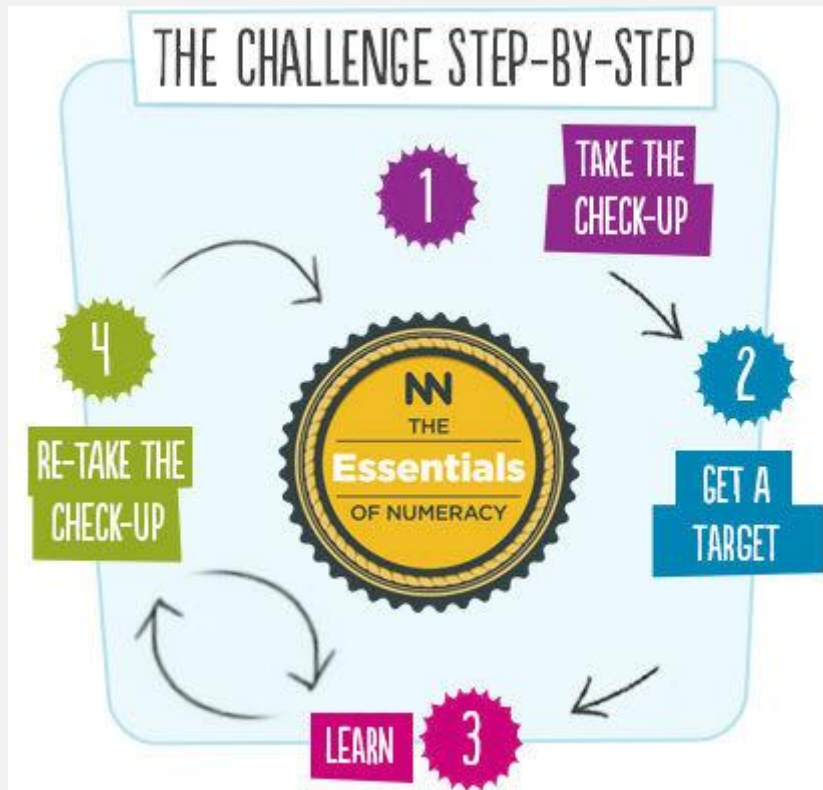 THE CHALLENGE STEP-BY-STEP
1
TAKE THE
CHECK-UP
2
GET A
TARGET
3
LEARN
4
RE-TAKE THE
CHECK-UP
NN
THE
Essentials
OF NUMERACY